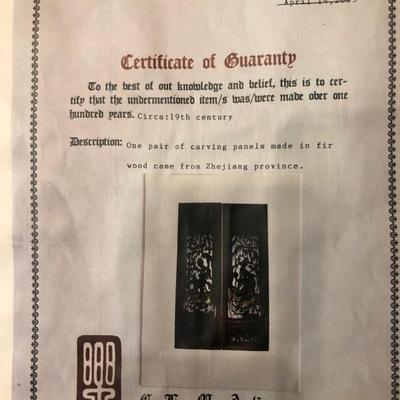 April 14,
Certificate of Guaranty
To the best of out knowledge and belief, this is to cer-
tify that the undermentioned item/s was/were made ober one
hundred years. Circa:19th century
Description: One pair of carving panels made in fir
wood came from Zhejiang province.